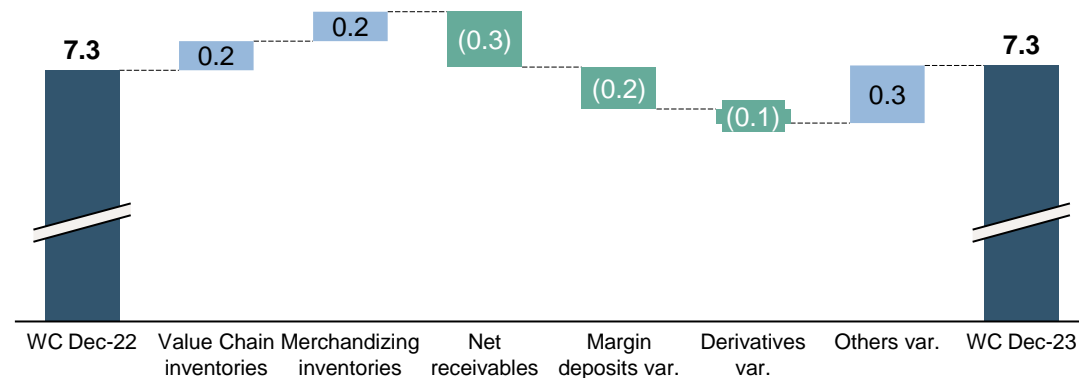 7.3
0.2
0.2
(0.3)
(0.2)
(0.1)
0.3
7.3
WC Dec-22
Value Chain
inventories
Merchandizing
inventories
Net
receivables
Margin
deposits var.
Derivatives
var.
Others var.
WC Dec-23